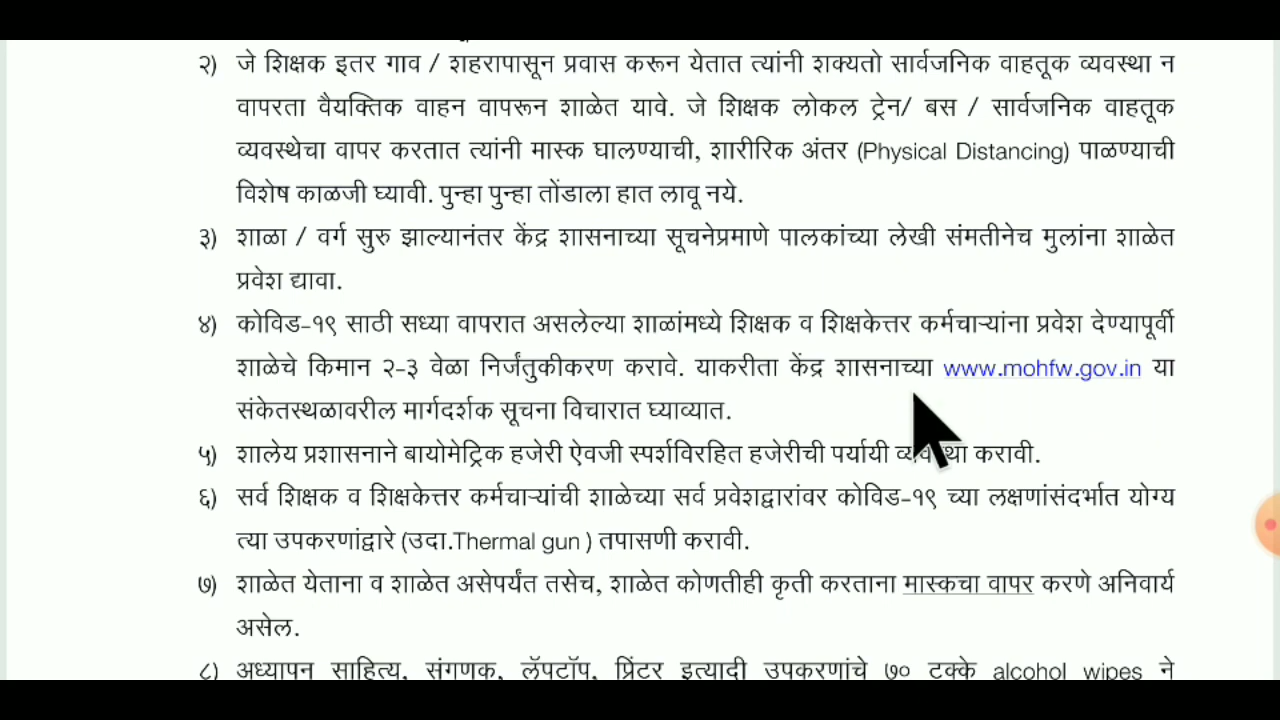 २) जे शिक्षक इतर गाव / शहरापासून प्रवास करून येतात त्यांनी शक्यतो सार्वजनिक वाहतूक व्यवस्था न
वापरता वैयक्तिक वाहन वापरून शाळेत यावे. जे शिक्षक लोकल ट्रेन/ बस / सार्वजनिक वाहतूक
व्यवस्थेचा वापर करतात त्यांनी मास्क घालण्याची, शारीरिक अंतर (Physical Distancing) पाळण्याची
विशेष काळजी घ्यावी. पुन्हा पुन्हा तोंडाला हात लावू नये.
३) शाळा / वर्ग सुरु झाल्यानंतर केंद्र शासनाच्या सूचनेप्रमाणे पालकांच्या लेखी संमतीनेच मुलांना शाळेत
प्रवेश द्यावा.
४) कोविड-१९ साठी सध्या वापरात असलेल्या शाळांमध्ये शिक्षक व शिक्षकेत्तर कर्मचाऱ्यांना प्रवेश देण्यापूर्वी
शाळेचे किमान २-३ वेळा निर्जंतुकीकरण करावे. याकरीता केंद्र शासनाच्या www.mohfw.gov.in या
संकेतस्थळावरील मार्गदर्शक सूचना विचारात घ्याव्यात.
५) शालेय प्रशासनाने बायोमेट्रिक हजेरी ऐवजी स्पर्शविरहित हजेरीची पर्यायी व्यवस्था करावी.
६) सर्व शिक्षक व शिक्षकेत्तर कर्मचाऱ्यांची शाळेच्या सर्व प्रवेशद्वारांवर कोविड-१९ च्या लक्षणांसंदर्भात योग्य
त्या उपकरणांद्वारे (उदा.Thermal gun ) तपासणी करावी.
७) शाळेत येताना व शाळेत असेपर्यंत तसेच, शाळेत कोणतीही कृती करताना मास्कचा वापर करणे अनिवार्य
असेल.
८) अध्यापन साहित्य, संगणक, लॅपटॉप, प्रिंटर इत्यादी उपकरणांचे ७० टक्के alcohol wipes ने